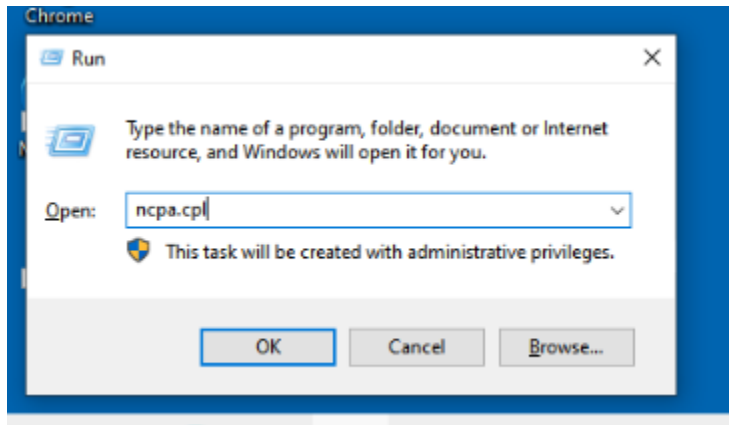 Chrome
Run
Type the name of a program, folder, document or Internet
resource, and Windows will open it for you.
Open:
ncpa.cpl
This task will be created with administrative privileges.
OK
Cancel
Browse...